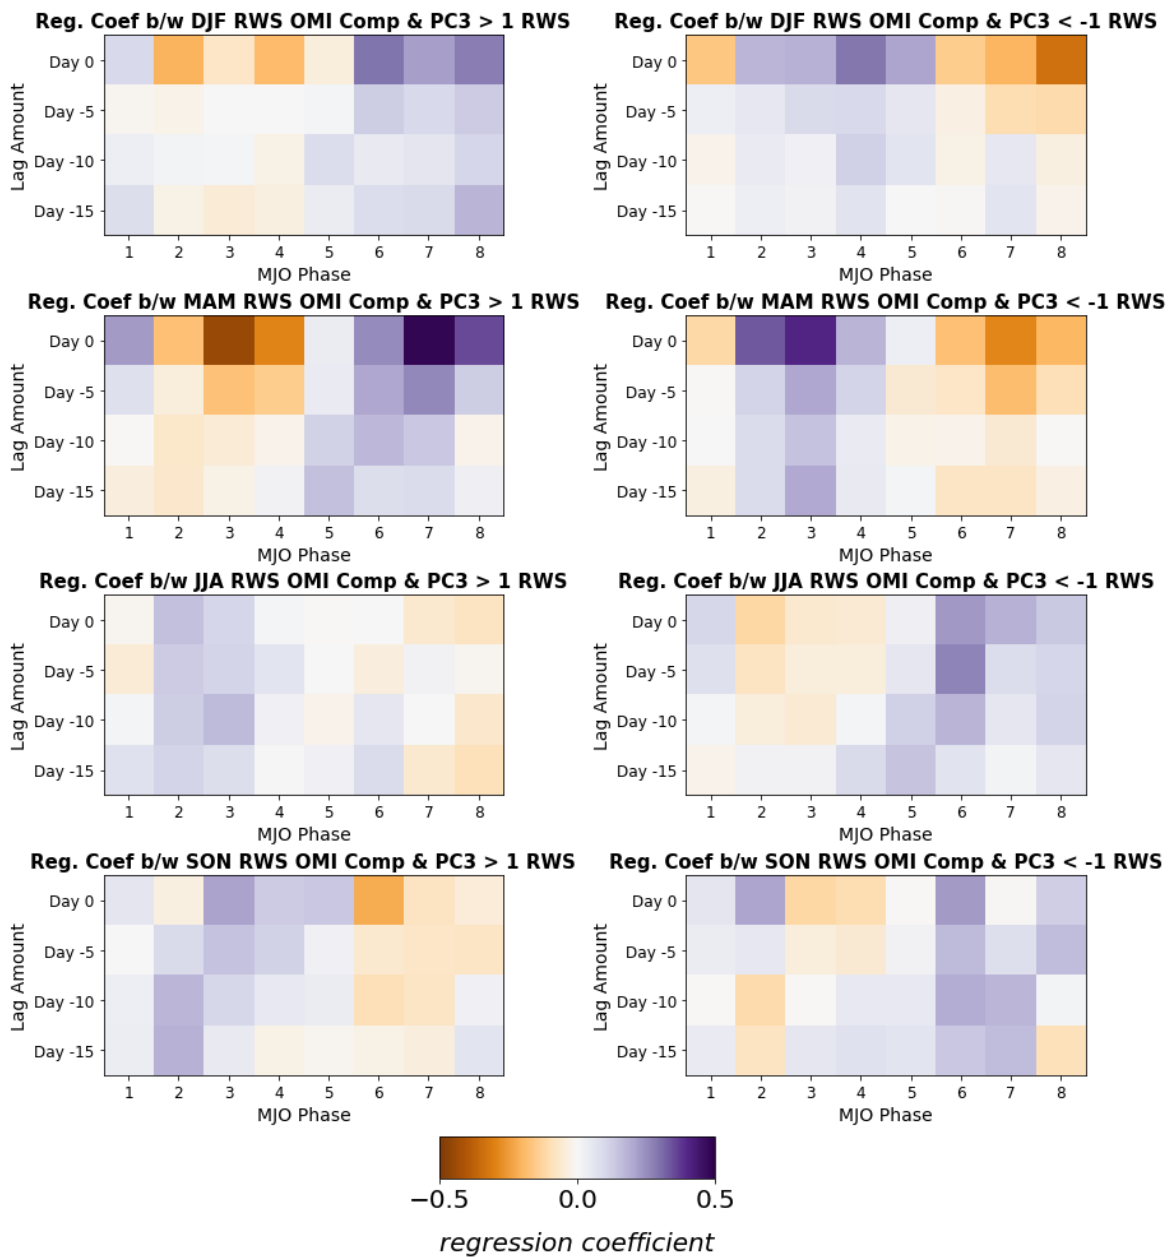 Reg. Coef b/w DJF RWS OMI Comp & PC3 > 1 RWS
Lag Amount
Day 0
Day -5
Day -10
Day -15
1 2 3 4 5 6 7 8
MJO Phase
Reg. Coef b/w DJF RWS OMI Comp & PC3 < -1 RWS
Lag Amount
Day 0
Day -5
Day -10
Day -15
1 2 3 4 5 6 7 8
MJO Phase
Reg. Coef b/w MAM RWS OMI Comp & PC3 > 1 RWS
Lag Amount
Day 0
Day -5
Day -10
Day -15
1 2 3 4 5 6 7 8
MJO Phase
Reg. Coef b/w MAM RWS OMI Comp & PC3 < -1 RWS
Lag Amount
Day 0
Day -5
Day -10
Day -15
1 2 3 4 5 6 7 8
MJO Phase
Reg. Coef b/w JJA RWS OMI Comp & PC3 > 1 RWS
Lag Amount
Day 0
Day -5
Day -10
Day -15
1 2 3 4 5 6 7 8
MJO Phase
Reg. Coef b/w JJA RWS OMI Comp & PC3 < -1 RWS
Lag Amount
Day 0
Day -5
Day -10
Day -15
1 2 3 4 5 6 7 8
MJO Phase
Reg. Coef b/w SON RWS OMI Comp & PC3 > 1 RWS
Lag Amount
Day 0
Day -5
Day -10
Day -15
1 2 3 4 5 6 7 8
MJO Phase
Reg. Coef b/w SON RWS OMI Comp & PC3 < -1 RWS
Lag Amount
Day 0
Day -5
Day -10
Day -15
1 2 3 4 5 6 7 8
MJO Phase
−0.5 0.0 0.5
regression coefficient